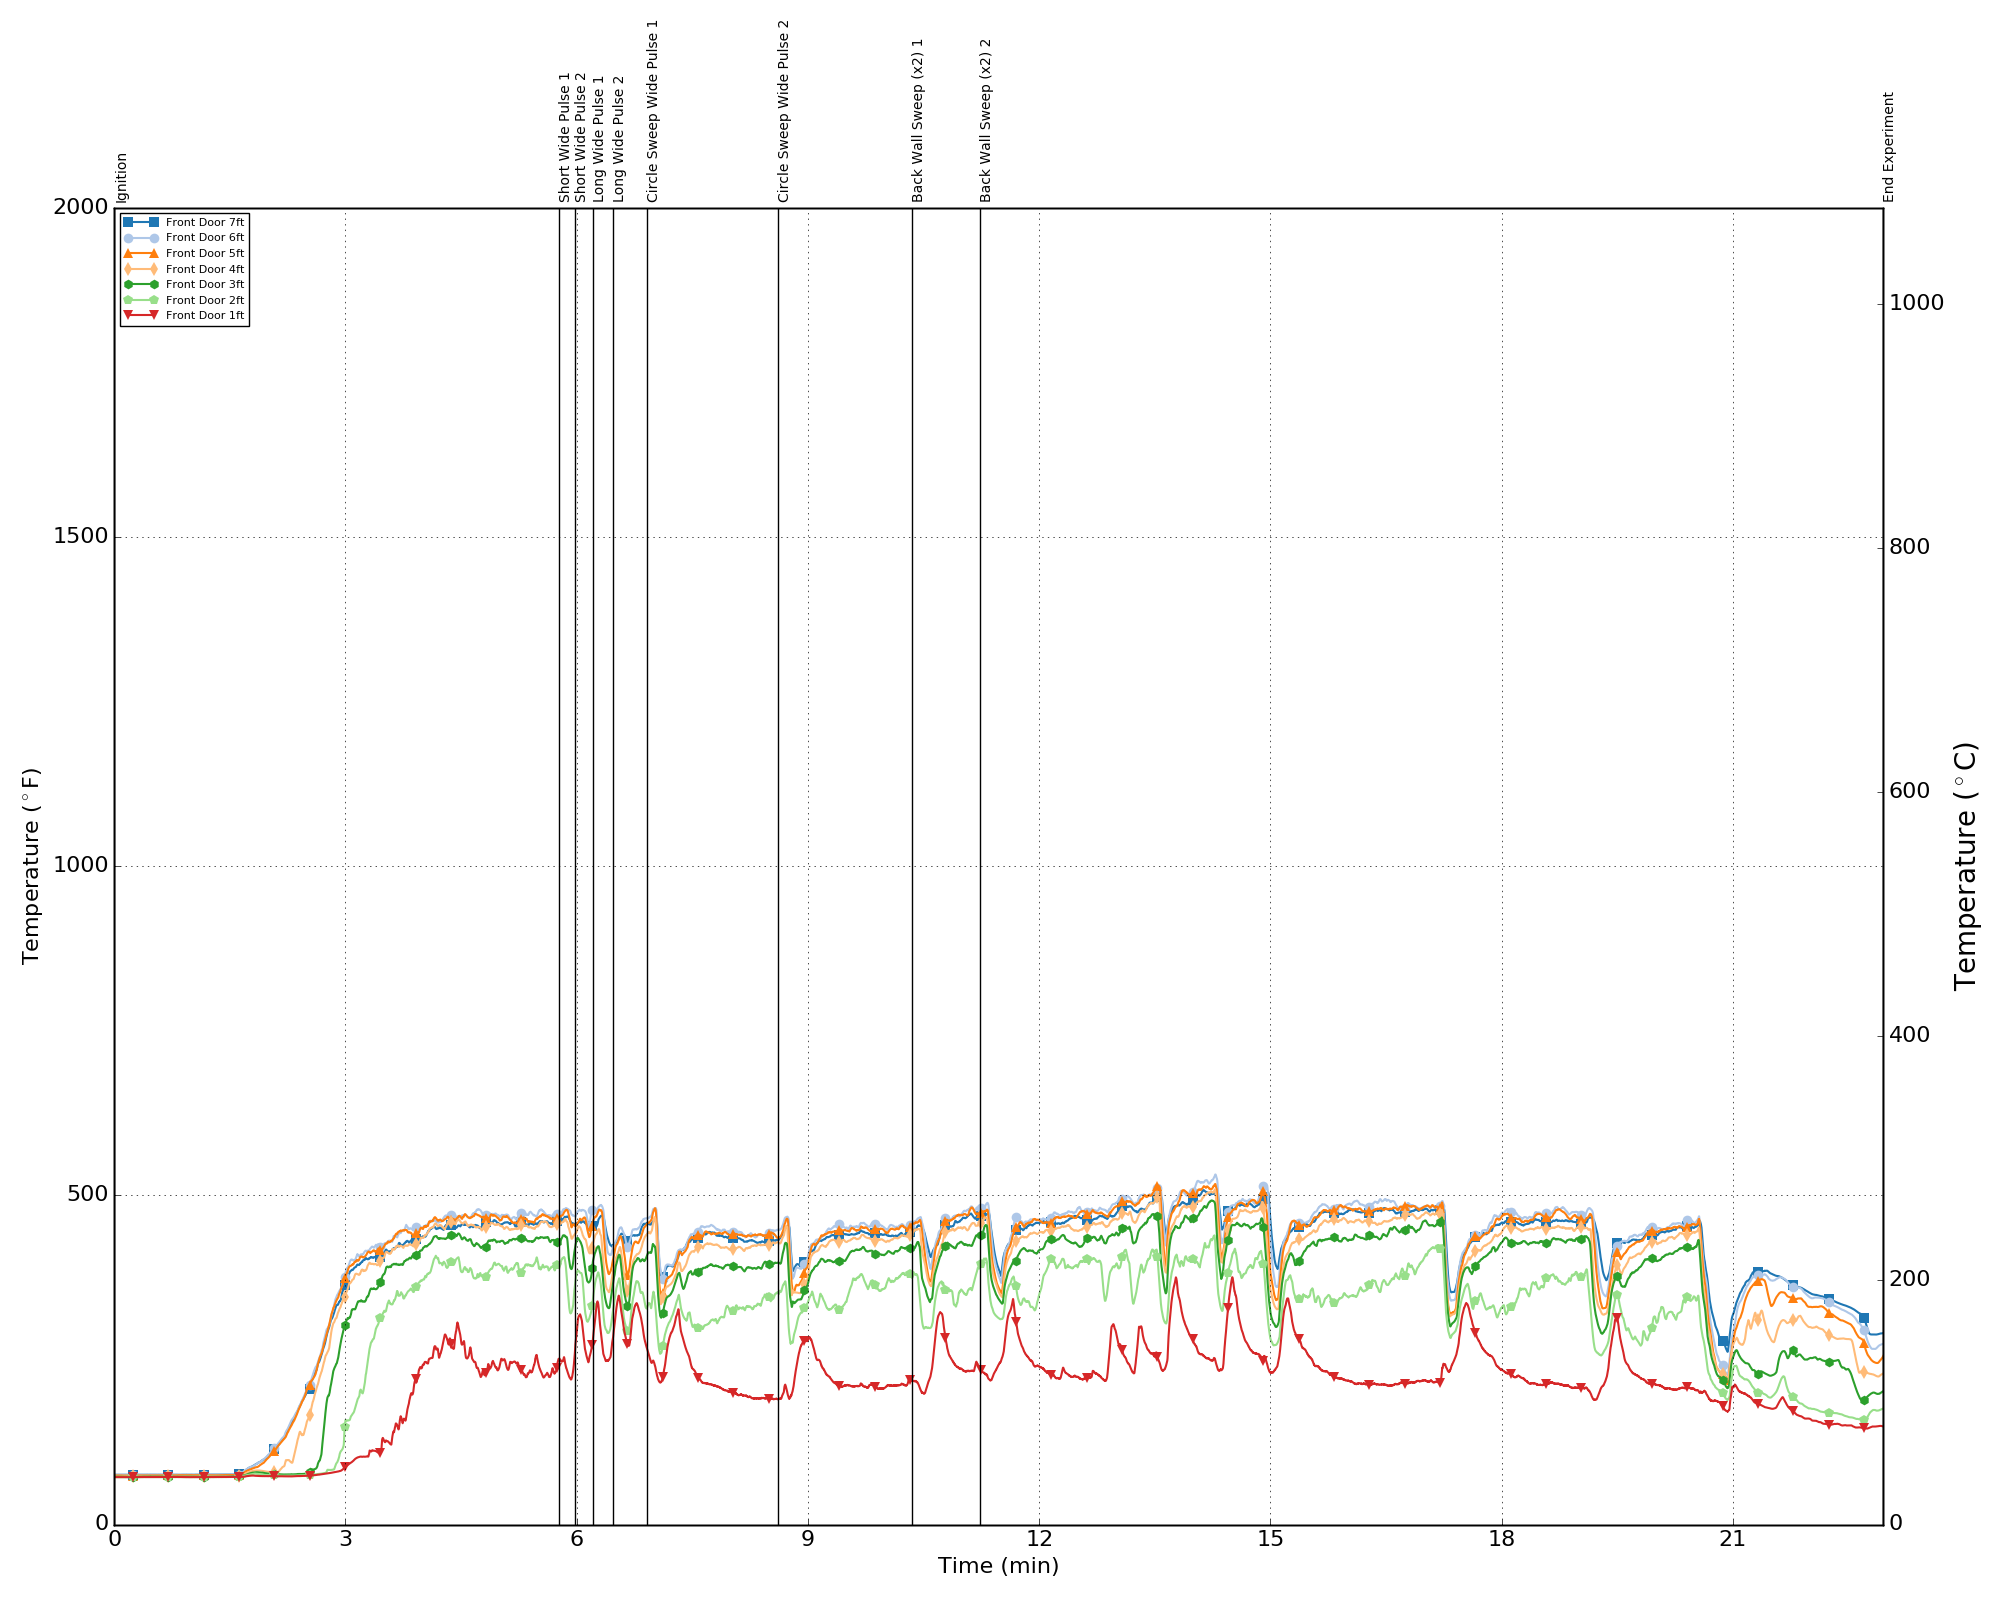 Ignition
Short Wide Pulse 1
Short Wide Pulse 2
Long Wide Pulse 1
Long Wide Pulse 2
Circle Sweep Wide Pulse 1
Circle Sweep Wide Pulse 2
Back Wall Sweep (x2) 1
Back Wall Sweep (x2) 2
End Experiment
Front Door 7ft
Front Door 6ft
Front Door 5ft
Front Door 4ft
Front Door 3ft
Front Door 2ft
Front Door 1ft
2000
1500
1000
500
0
Temperature (°F)
1000
800
600
400
200
0
Temperature (°C)
0 3 6 9 12 15 18 21
Time (min)